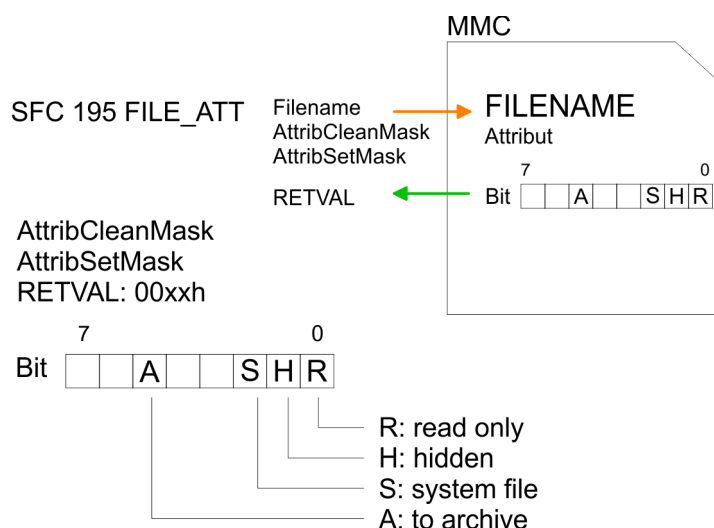 MMC
SFC 195 FILE_ATT
Filename
AttribCleanMask
AttribSetMask
RETVAL
FILENAME
Attribut
7 0
Bit A S H R
AttribCleanMask
AttribSetMask
RETVAL: 00xxh
7 0
Bit A S H R
R: read only
H: hidden
S: system file
A: to archive